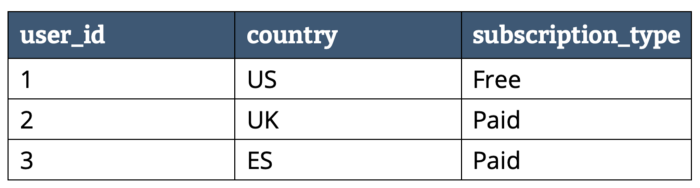 user_id country subscription_type
1 US Free
2 UK Paid
3 ES Paid